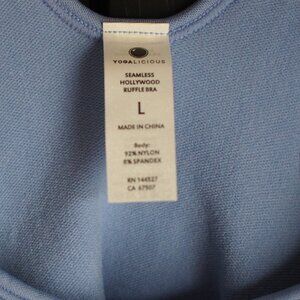 YOGALICIOUS
SEAMLESS
HOLLYWOOD
RUFFLE BRA
L
MADE IN CHINA
Body:
92% NYLON
8% SPANDEX
RN 144527
CA 67507